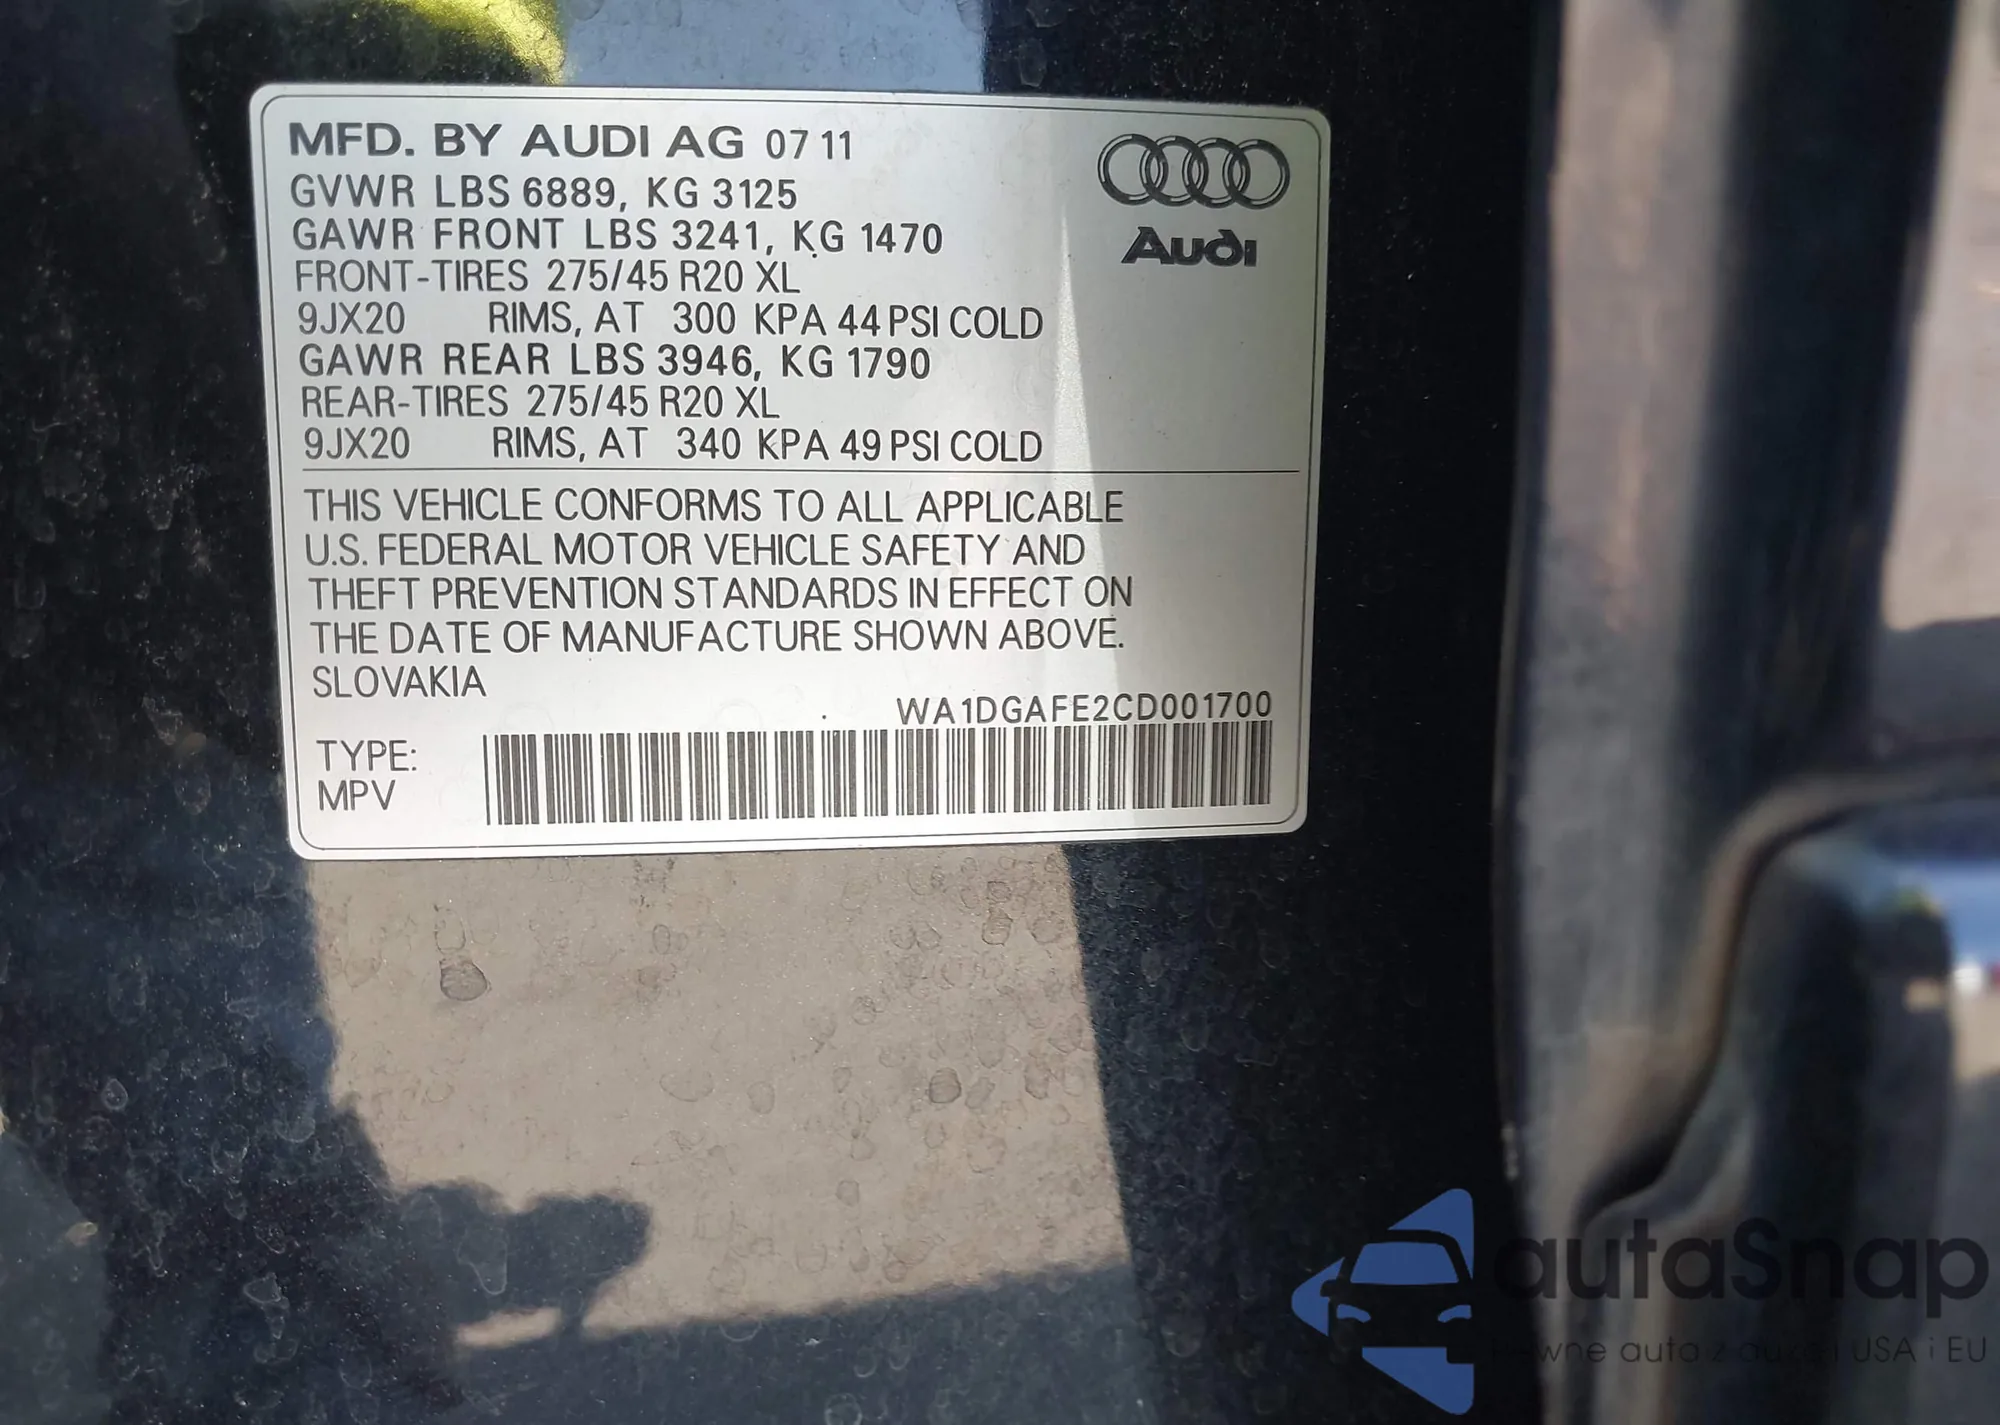 MFD. BY AUDI AG 07 11
GVWR LBS 6889, KG 3125
GAWR FRONT LBS 3241, KG 1470
FRONT-TIRES 275/45 R20 XL
9JX20 RIMS, AT 300 KPA 44 PSI COLD
GAWR REAR LBS 3946, KG 1790
REAR-TIRES 275/45 R20 XL
9JX20 RIMS, AT 340 KPA 49 PSI COLD
Audi
THIS VEHICLE CONFORMS TO ALL APPLICABLE
U.S. FEDERAL MOTOR VEHICLE SAFETY AND
THEFT PREVENTION STANDARDS IN EFFECT ON
THE DATE OF MANUFACTURE SHOWN ABOVE.
SLOVAKIA
WA1DGAFE2CD001700
TYPE:
MPV
autaSnap
auta z USA i EU